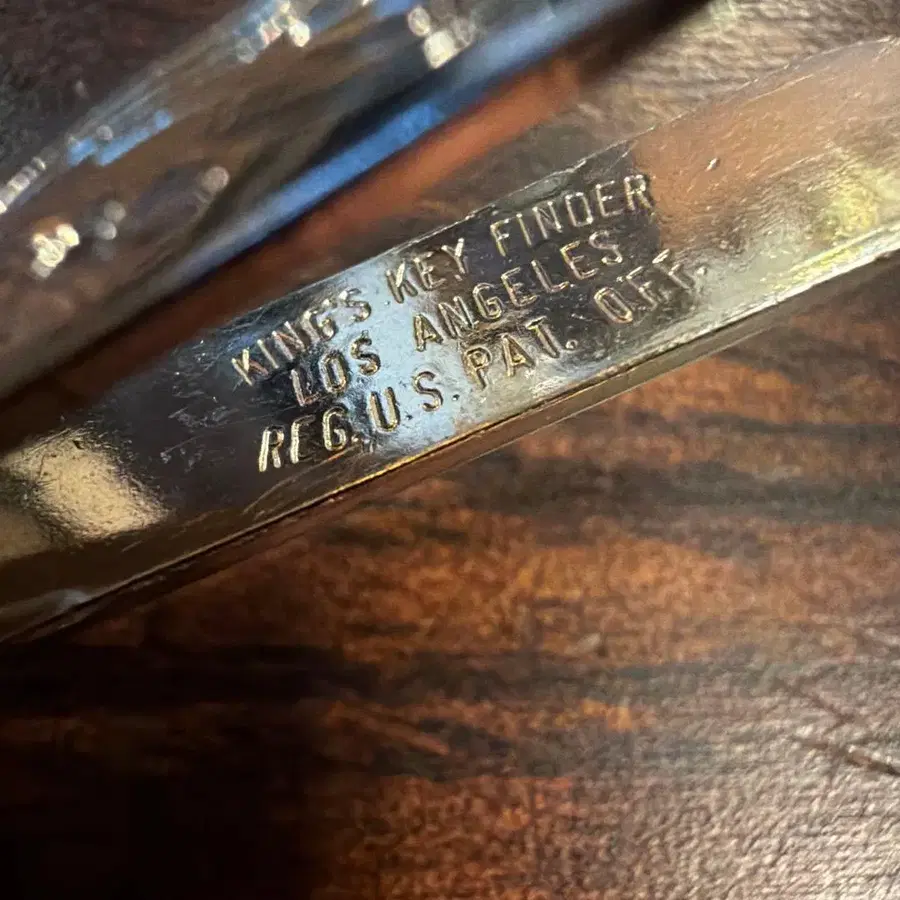 KING'S KEY FINDER
LOS ANGELES
REG. U.S. PAT. OFF.